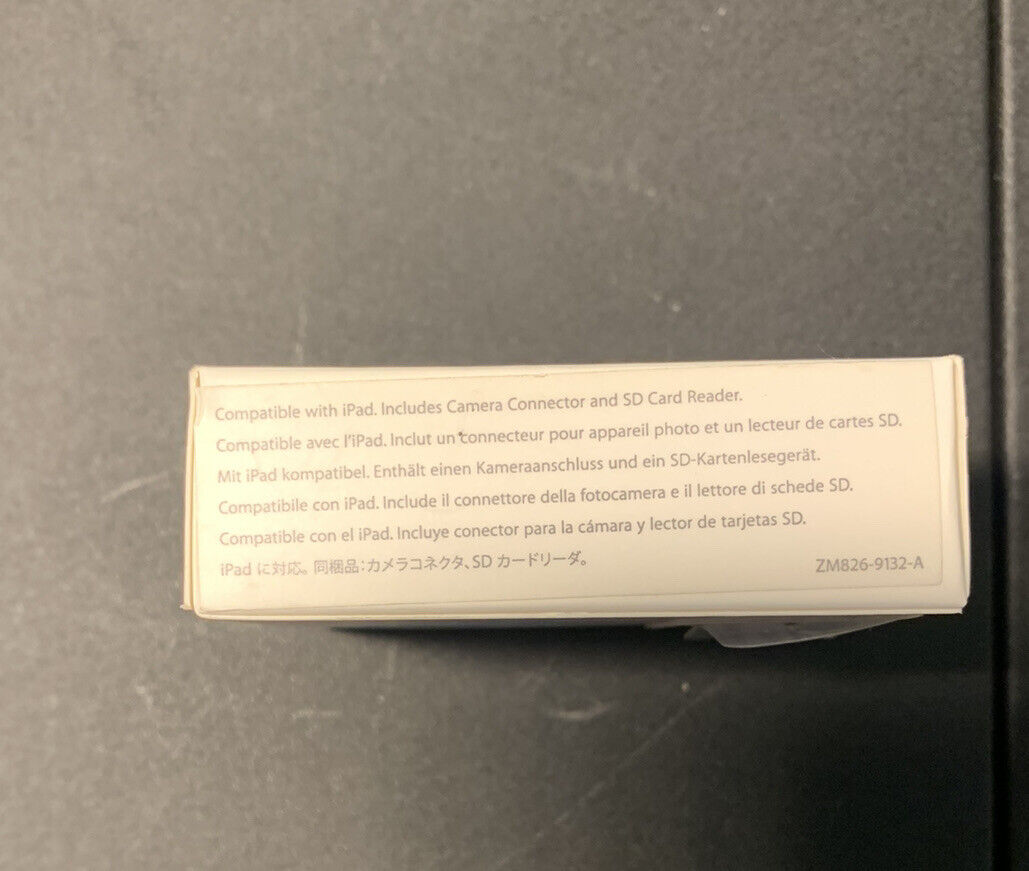 Compatible with iPad. Includes Camera Connector and SD Card Reader.
Compatible avec l'iPad. Inclut un connecteur pour appareil photo et un lecteur de cartes SD.
Mit iPad kompatibel. Enthält einen Kameraanschluss und ein SD-Kartenlesegerät.
Compatibile con iPad. Include il connettore della fotocamera e il lettore di schede SD.
Compatible con el iPad. Incluye conector para la cámara y lector de tarjetas SD.
iPad に対応。同梱品：カメラコネクタ、SD カードリーダ。 ZM826-9132-A